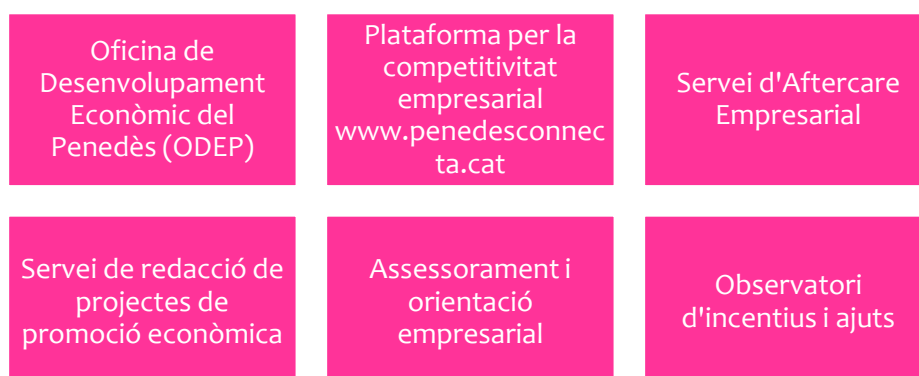 Oficina de
Desenvolupament
Econòmic del
Penedès (ODEP)
Plataforma per la
competitivitat
empresarial
www.penedesconnec
ta.cat
Servei d'Aftercare
Empresarial
Servei de redacció de
projectes de
promoció econòmica
Assessorament i
orientació
empresarial
Observatori
d'incentius i ajuts